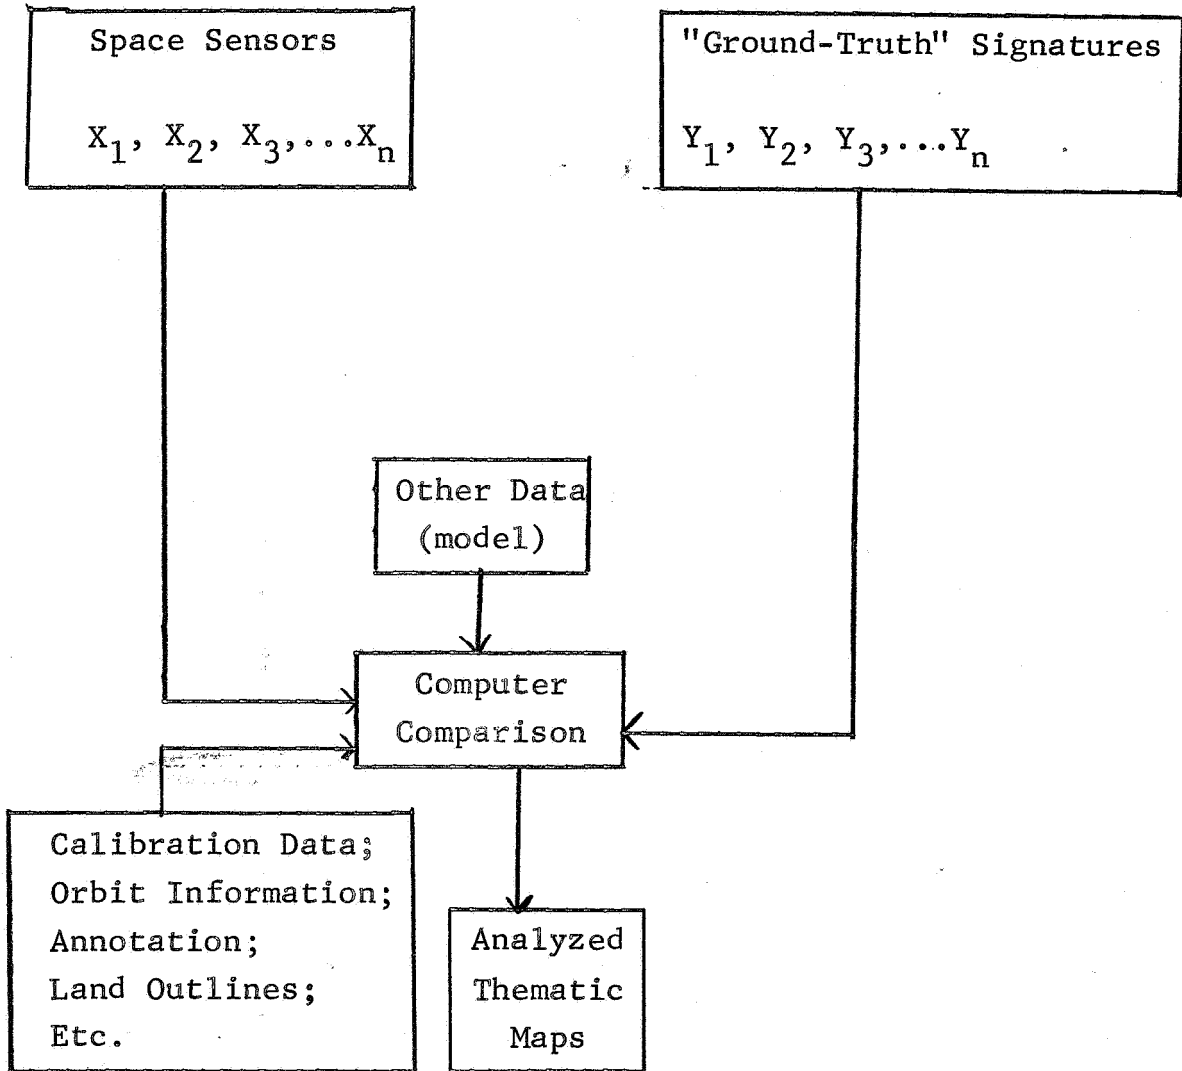 Space Sensors
X1, X2, X3,...Xn
"Ground-Truth" Signatures
Y1, Y2, Y3,...Yn
Other Data
(model)
Computer
Comparison
Calibration Data;
Orbit Information;
Annotation;
Land Outlines;
Etc.
Analyzed
Thematic
Maps